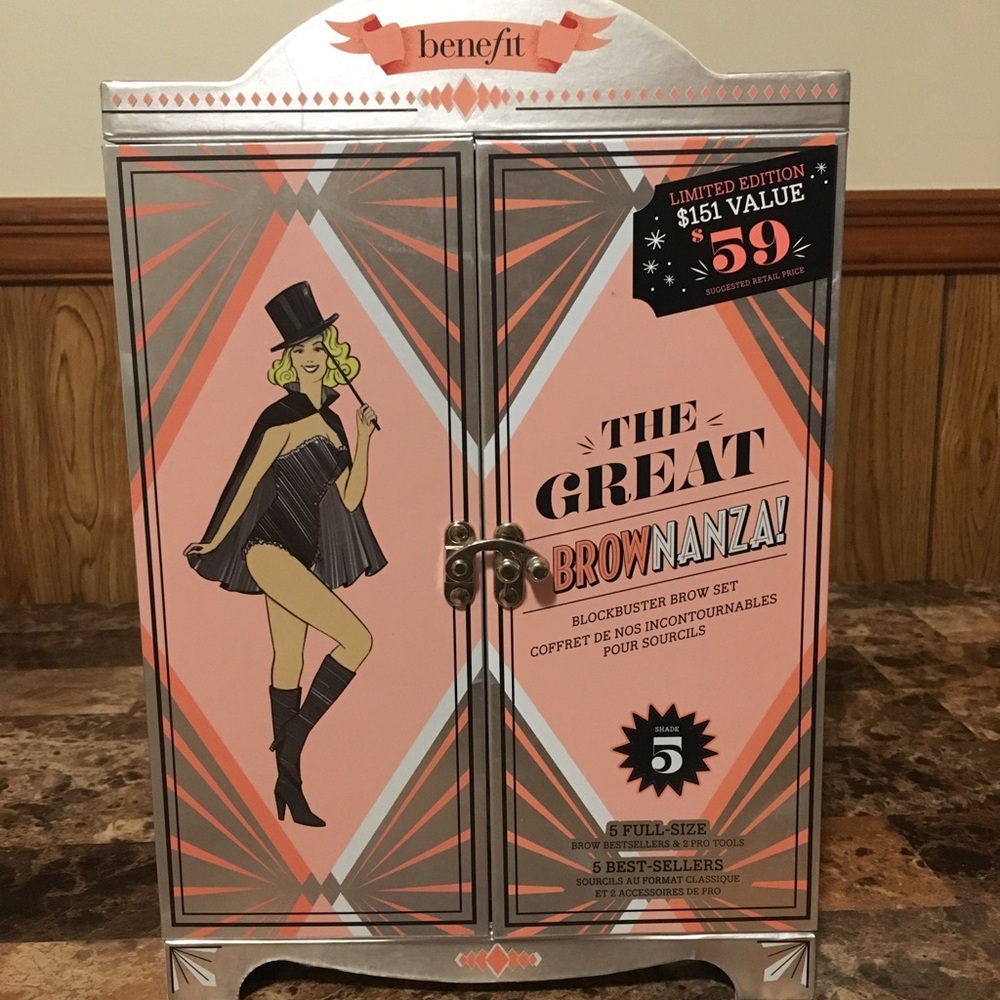 benefit
LIMITED EDITION
$151 VALUE
$59
SUGGESTED RETAIL PRICE
THE
GREAT
BROWNANZA!
BLOCKBUSTER BROW SET
COFFRET DE NOS INCONTOURNABLES
POUR SOURCILS
SHADE
5
5 FULL-SIZE
BROW BESTSELLERS & 2 PRO TOOLS
5 BEST-SELLERS
SOURCILS AU FORMAT CLASSIQUE
ET 2 ACCESSOIRES DE PRO